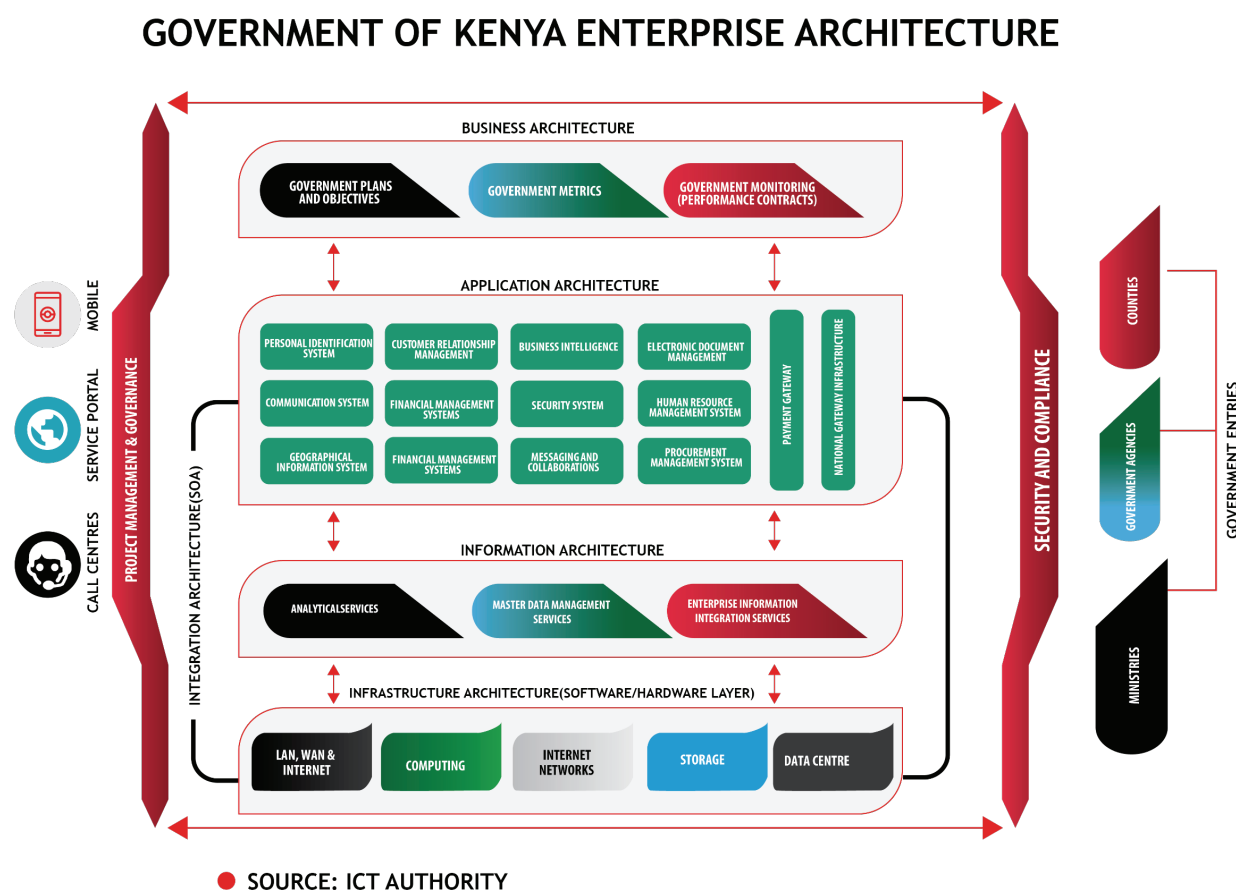 GOVERNMENT OF KENYA ENTERPRISE ARCHITECTURE
BUSINESS ARCHITECTURE
GOVERNMENT PLANS
AND OBJECTIVES
GOVERNMENT METRICS
GOVERNMENT MONITORING
(PERFORMANCE CONTRACTS)
APPLICATION ARCHITECTURE
PERSONAL IDENTIFICATION
SYSTEM
CUSTOMER RELATIONSHIP
MANAGEMENT
BUSINESS INTELLIGENCE
ELECTRONIC DOCUMENT
MANAGEMENT
COMMUNICATION SYSTEM
FINANCIAL MANAGEMENT
SYSTEMS
SECURITY SYSTEM
HUMAN RESOURCE
MANAGEMENT SYSTEM
GEOGRAPHICAL
INFORMATION SYSTEM
FINANCIAL MANAGEMENT
SYSTEMS
MESSAGING AND
COLLABORATIONS
PROCUREMENT
MANAGEMENT SYSTEM
PAYMENT GATEWAY
NATIONAL GATEWAY INFRASTRUCTURE
INFORMATION ARCHITECTURE
ANALYTICALSERVICES
MASTER DATA MANAGEMENT
SERVICES
ENTERPRISE INFORMATION
INTEGRATION SERVICES
INFRASTRUCTURE ARCHITECTURE(SOFTWARE/HARDWARE LAYER)
LAN, WAN &
INTERNET
COMPUTING
INTERNET
NETWORKS
STORAGE
DATA CENTRE
MOBILE
SERVICE PORTAL
CALL CENTRES
PROJECT MANAGEMENT & GOVERNANCE
INTEGRATION ARCHITECTURE(SOA)
SECURITY AND COMPLIANCE
COUNTIES
GOVERNMENT AGENCIES
MINISTRIES
GOVERNMENT ENTRIES
SOURCE: ICT AUTHORITY